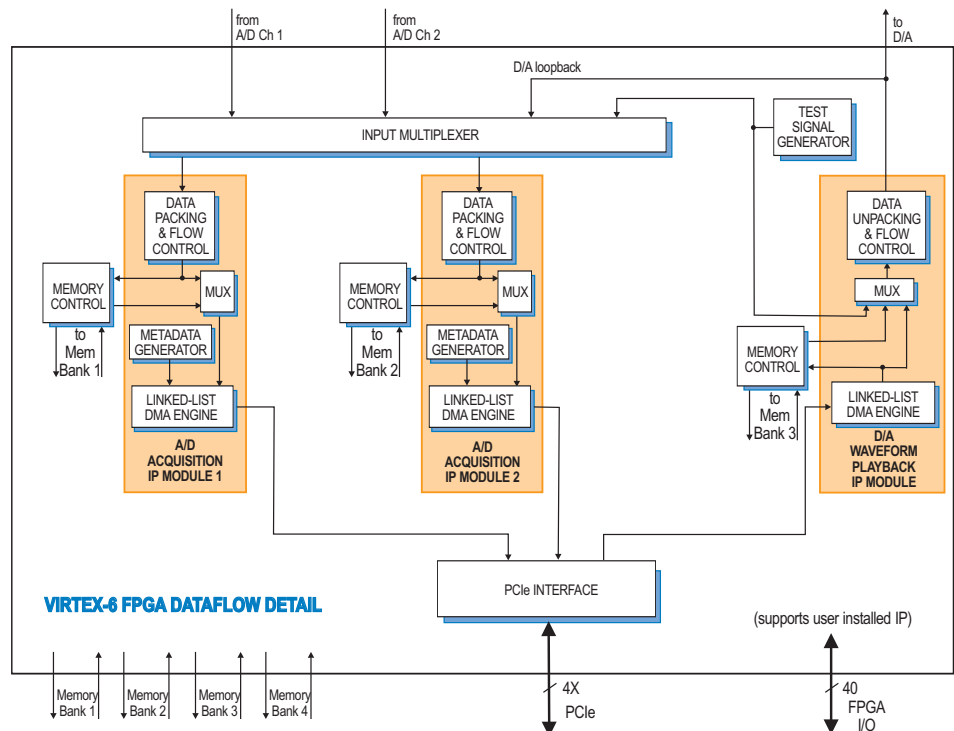 from
A/D Ch 1
from
A/D Ch 2
to
D/A
D/A loopback
INPUT MULTIPLEXER
TEST
SIGNAL
GENERATOR
DATA
PACKING
& FLOW
CONTROL
MEMORY
CONTROL
MUX
to
Mem
Bank 1
METADATA
GENERATOR
LINKED-LIST
DMA ENGINE
A/D
ACQUISITION
IP MODULE 1
DATA
PACKING
& FLOW
CONTROL
MEMORY
CONTROL
MUX
to
Mem
Bank 2
METADATA
GENERATOR
LINKED-LIST
DMA ENGINE
A/D
ACQUISITION
IP MODULE 2
DATA
UNPACKING
& FLOW
CONTROL
MUX
MEMORY
CONTROL
to
Mem
Bank 3
LINKED-LIST
DMA ENGINE
D/A
WAVEFORM
PLAYBACK
IP MODULE
PCIe INTERFACE
VIRTEX-6 FPGA DATAFLOW DETAIL
(supports user installed IP)
Memory
Bank 1
Memory
Bank 2
Memory
Bank 3
Memory
Bank 4
4X
PCIe
40
FPGA
I/O